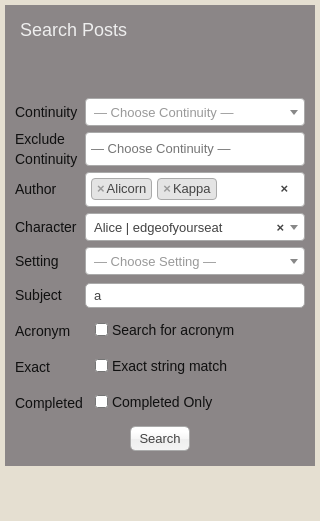 Search Posts
Continuity — Choose Continuity —
Exclude Continuity — Choose Continuity —
Author × Alicorn × Kappa ×
Character Alice | edgeofyourseat ×
Setting — Choose Setting —
Subject a
Acronym Search for acronym
Exact Exact string match
Completed Completed Only
Search